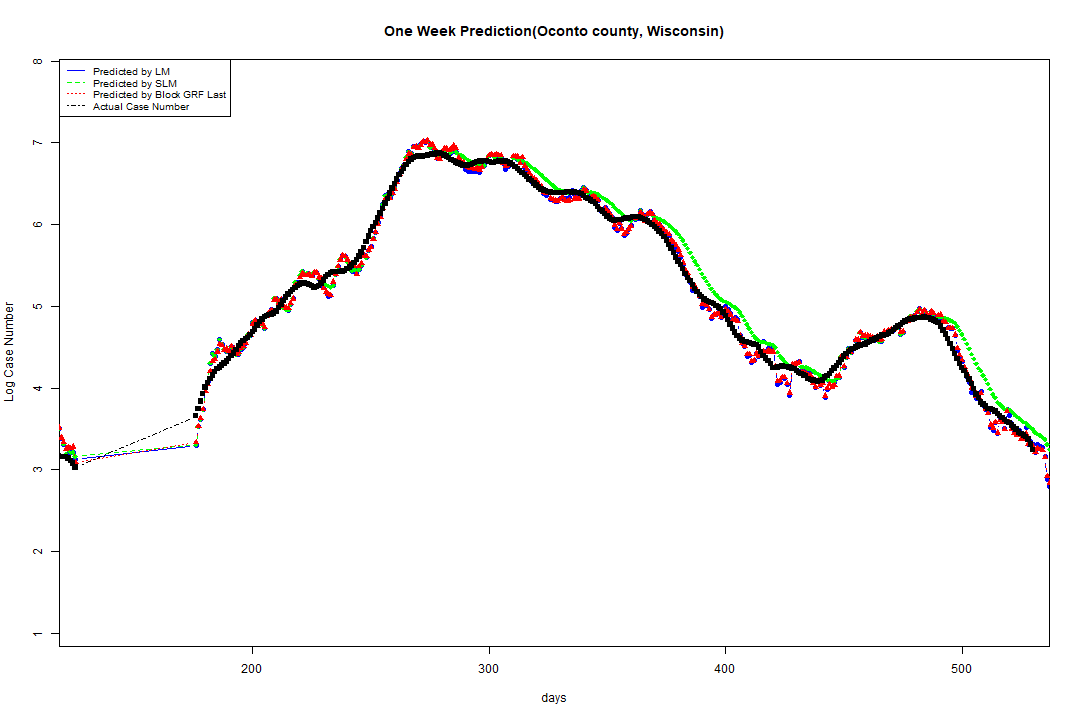 One Week Prediction(Oconto county, Wisconsin)
Predicted by LM
Predicted by SLM
Predicted by Block GRF Last
Actual Case Number
8
7
6
5
4
3
2
1
Log Case Number
200 300 400 500
days